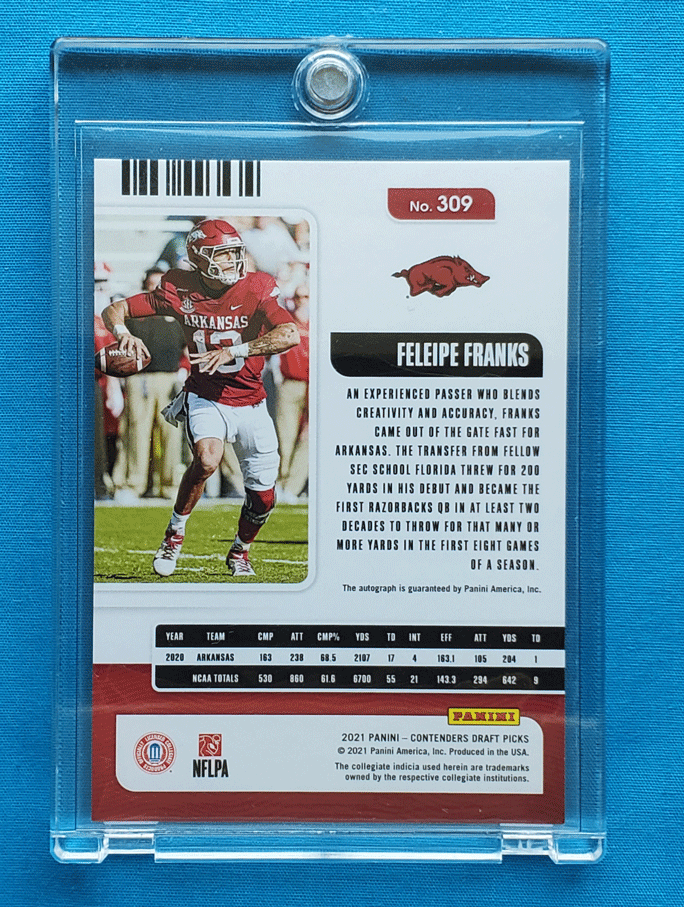 No. 309
ARKANSAS
13
FELEIPE FRANKS
AN EXPERIENCED PASSER WHO BLENDS
CREATIVITY AND ACCURACY, FRANKS
CAME OUT OF THE GATE FAST FOR
ARKANSAS. THE TRANSFER FROM FELLOW
SEC SCHOOL FLORIDA THREW FOR 200
YARDS IN HIS DEBUT AND BECAME THE
FIRST RAZORBACKS QB IN AT LEAST TWO
DECADES TO THROW FOR THAT MANY OR
MORE YARDS IN THE FIRST EIGHT GAMES
OF A SEASON.
The autograph is guaranteed by Panini America, Inc.
YEAR TEAM CMP ATT CMP% YDS TD INT EFF ATT YDS TD
2020 ARKANSAS 163 238 68.5 2107 17 4 163.1 105 204 1
NCAA TOTALS 530 860 61.6 6700 55 21 143.3 294 642 9
PANINI
2021 PANINI – CONTENDERS DRAFT PICKS
© 2021 Panini America, Inc. Produced in the USA.
The collegiate indicia used herein are trademarks
owned by the respective collegiate institutions.
NFLPA